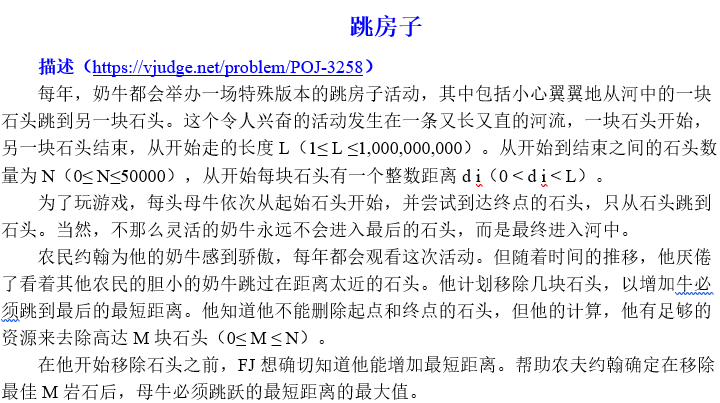 跳房子
描述（https://vjudge.net/problem/POJ-3258）
每年，奶牛都会举办一场特殊版本的跳房子活动，其中包括小心翼翼地从河中的一块
石头跳到另一块石头。这个令人兴奋的活动发生在一条又长又直的河流，一块石头开始，
另一块石头结束，从开始走的长度 L（1≤ L ≤1,000,000,000）。从开始到结束之间的石头数
量为 N（0≤ N≤50000），从开始每块石头有一个整数距离 d i（0 < d i < L）。
为了玩游戏，每头母牛依次从起始石头开始，并尝试到达终点的石头，只从石头跳到
石头。当然，不那么灵活的奶牛永远不会进入最后的石头，而是最终进入河中。
农民约翰为他的奶牛感到骄傲，每年都会观看这次活动。但随着时间的推移，他厌倦
了看着其他农民的胆小的奶牛跳过在距离太近的石头。他计划移除几块石头，以增加牛必
须跳到最后的最短距离。他知道他不能删除起点和终点的石头，但他的计算，他有足够的
资源来去除高达 M 块石头（0≤ M ≤ N）。
在他开始移除石头之前，FJ 想确切知道他能增加最短距离。帮助农夫约翰确定在移除
最佳 M 岩石后，母牛必须跳跃的最短距离的最大值。